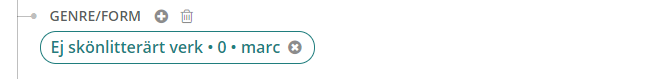 GENRE/FORM
Ej skönlitterärt verk • 0 • marc